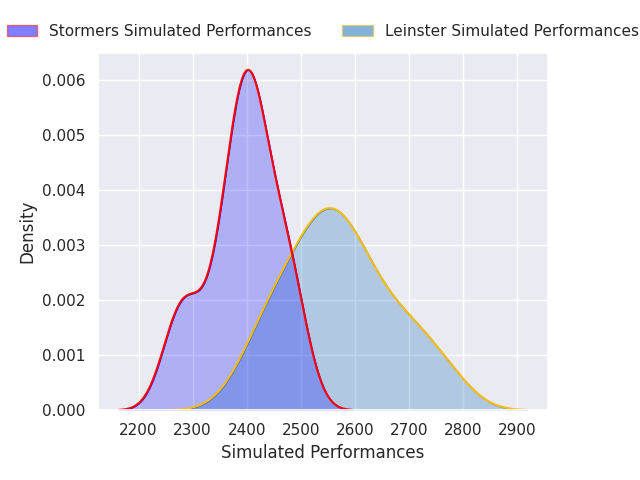 Stormers Simulated Performances Leinster Simulated Performances
0.006
0.005
0.004
0.003
0.002
0.001
0.000
Density
2200 2300 2400 2500 2600 2700 2800 2900
Simulated Performances